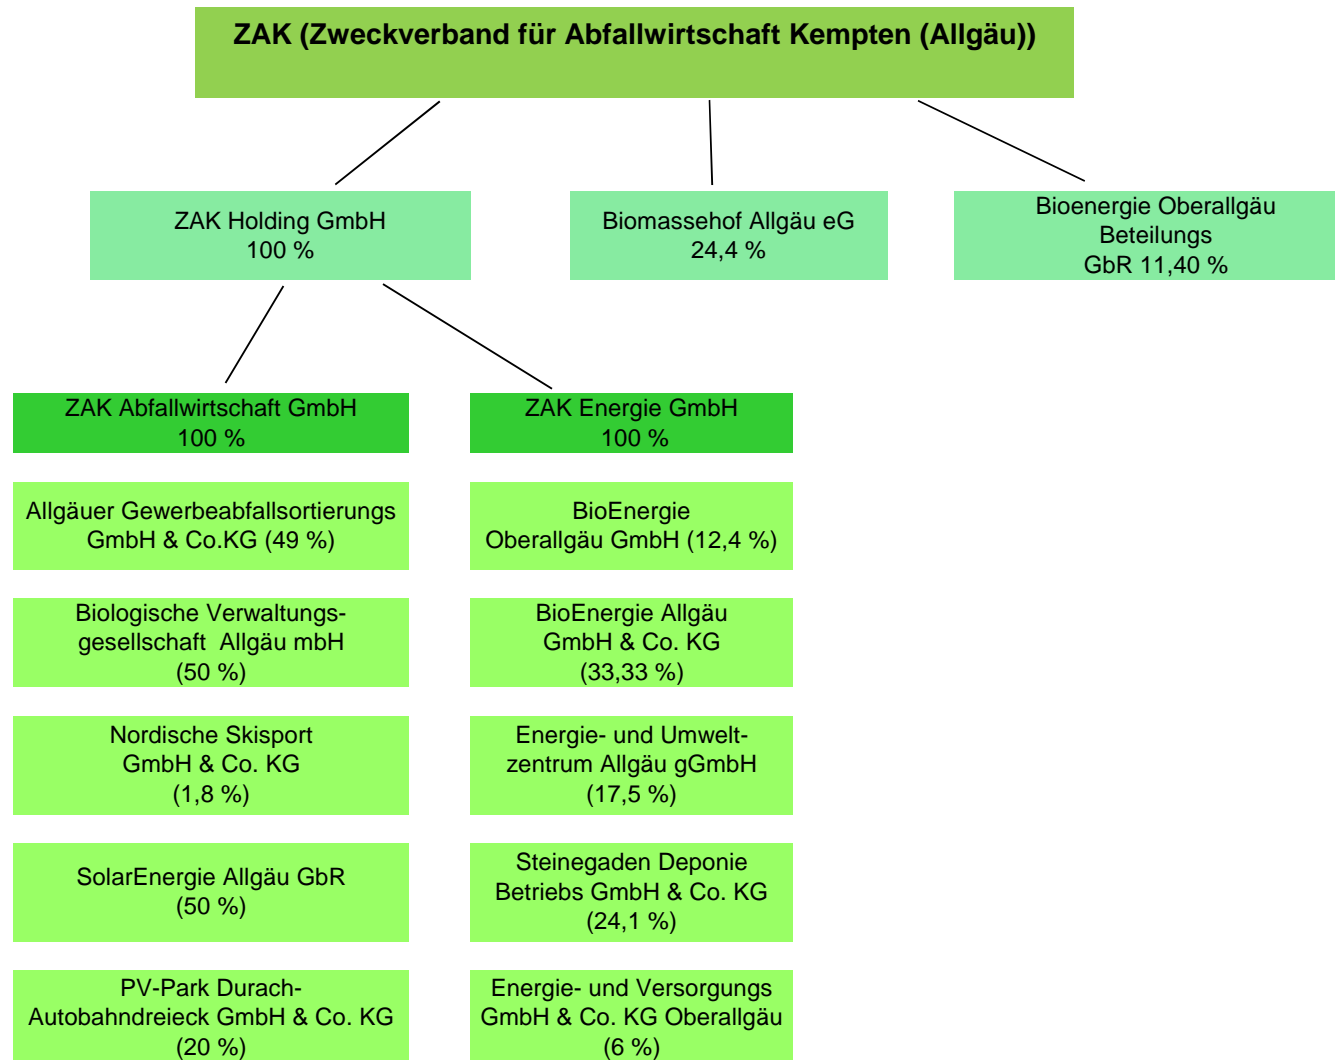 ZAK (Zweckverband für Abfallwirtschaft Kempten (Allgäu))
ZAK Holding GmbH
100 %
Biomassehof Allgäu eG
24,4 %
Bioenergie Oberallgäu
Beteilungs
GbR 11,40 %
ZAK Abfallwirtschaft GmbH
100 %
Allgäuer Gewerbeabfallsortierungs
GmbH & Co.KG (49 %)
Biologische Verwaltungs-
gesellschaft Allgäu mbH
(50 %)
Nordische Skisport
GmbH & Co. KG
(1,8 %)
SolarEnergie Allgäu GbR
(50 %)
PV-Park Durach-
Autobahndreieck GmbH & Co. KG
(20 %)
ZAK Energie GmbH
100 %
BioEnergie
Oberallgäu GmbH (12,4 %)
BioEnergie Allgäu
GmbH & Co. KG
(33,33 %)
Energie- und Umwelt-
zentrum Allgäu gGmbH
(17,5 %)
Steinegaden Deponie
Betriebs GmbH & Co. KG
(24,1 %)
Energie- und Versorgungs
GmbH & Co. KG Oberallgäu
(6 %)